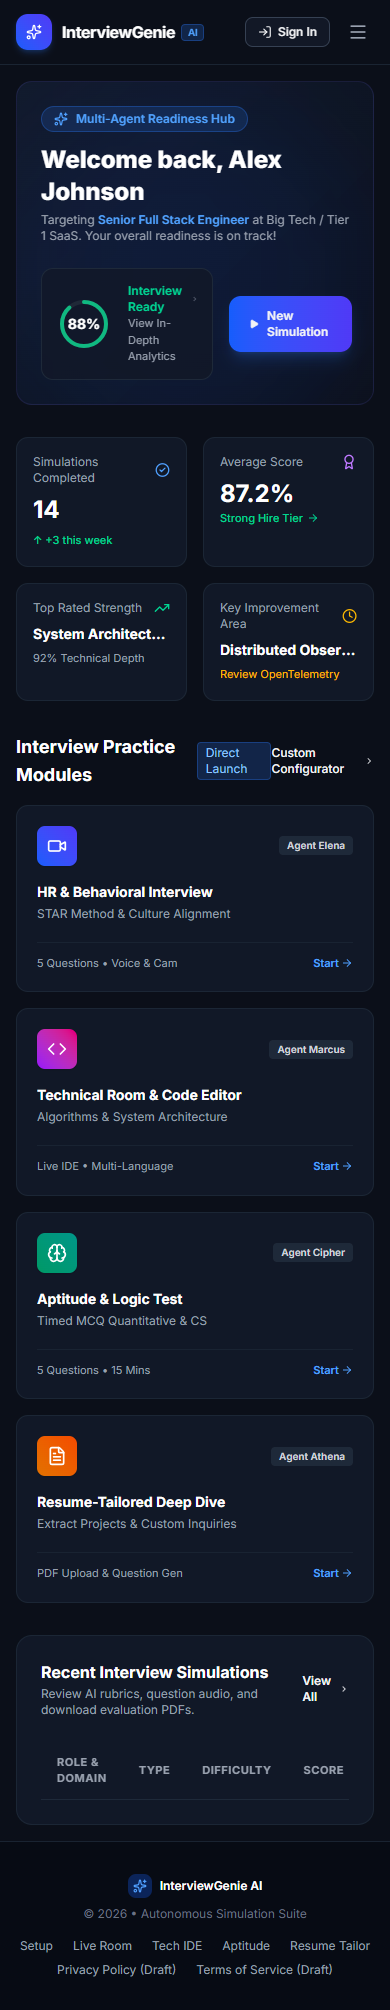 InterviewGenie AI
Sign In
Multi-Agent Readiness Hub
Welcome back, Alex
Johnson
Targeting Senior Full Stack Engineer at Big Tech / Tier
1 SaaS. Your overall readiness is on track!
88%
Interview
Ready
View In-
Depth
Analytics
New
Simulation
Simulations
Completed
14
↑ +3 this week
Average Score
87.2%
Strong Hire Tier →
Top Rated Strength
System Architect...
92% Technical Depth
Key Improvement
Area
Distributed Obser...
Review OpenTelemetry
Interview Practice
Modules
Direct
Launch
Custom
Configurator
Agent Elena
HR & Behavioral Interview
STAR Method & Culture Alignment
5 Questions • Voice & Cam
Start →
Agent Marcus
Technical Room & Code Editor
Algorithms & System Architecture
Live IDE • Multi-Language
Start →
Agent Cipher
Aptitude & Logic Test
Timed MCQ Quantitative & CS
5 Questions • 15 Mins
Start →
Agent Athena
Resume-Tailored Deep Dive
Extract Projects & Custom Inquiries
PDF Upload & Question Gen
Start →
Recent Interview Simulations
Review AI rubrics, question audio, and
download evaluation PDFs.
View
All
ROLE &
DOMAIN
TYPE
DIFFICULTY
SCORE
InterviewGenie AI
© 2026 • Autonomous Simulation Suite
Setup Live Room Tech IDE Aptitude Resume Tailor
Privacy Policy (Draft) Terms of Service (Draft)